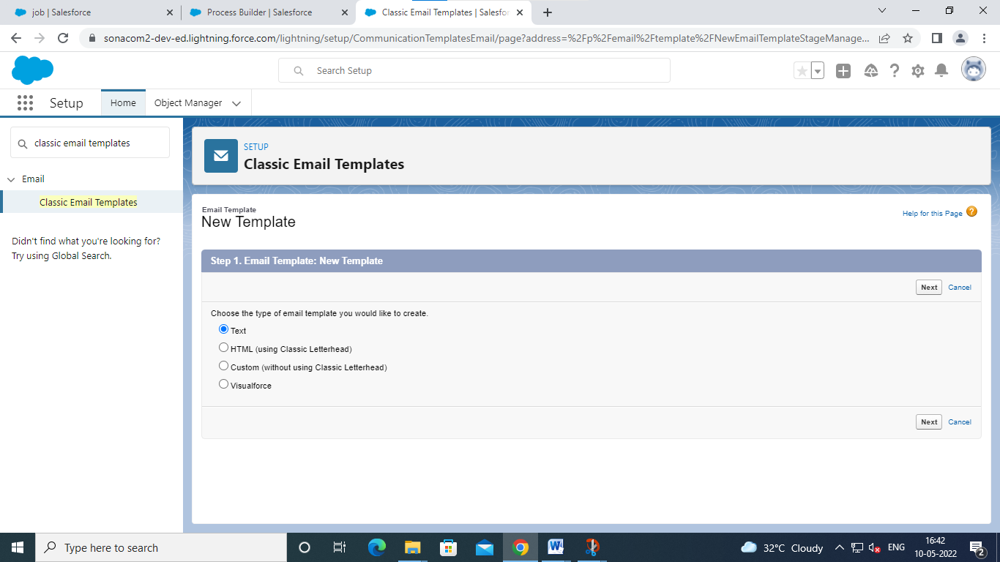 job | Salesforce
Process Builder | Salesforce
Classic Email Templates | Salesfor
sonacom2-dev-ed.lightning.force.com/lightning/setup/CommunicationTemplatesEmail/page?address=%2Fp%2Femail%2Ftemplate%2FNewEmailTemplateStageManage...
Search Setup
Setup
Home
Object Manager
classic email templates
Email
Classic Email Templates
Didn't find what you're looking for?
Try using Global Search.
SETUP
Classic Email Templates
Email Template
New Template
Help for this Page
Step 1. Email Template: New Template
Next Cancel
Choose the type of email template you would like to create.
Text
HTML (using Classic Letterhead)
Custom (without using Classic Letterhead)
Visualforce
Next Cancel
Type here to search
32°C Cloudy
ENG
16:42
10-05-2022
2